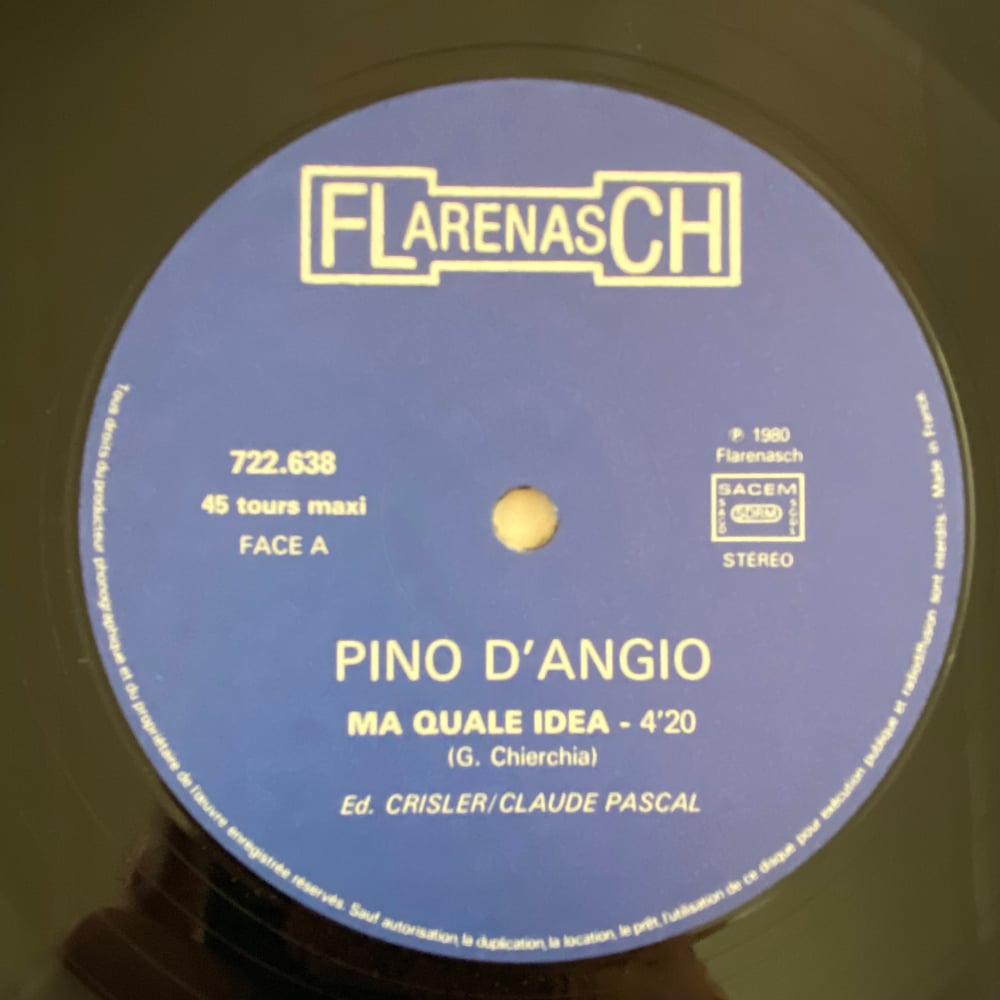 FLARENASCH
722.638
45 tours maxi
FACE A
℗ 1980
Flarenasch
SACEM
SACD
SDRM
SCGL
STÉRÉO
PINO D'ANGIO
MA QUALE IDEA - 4'20
(G. Chierchia)
Ed. CRISLER/CLAUDE PASCAL
Tous droits du producteur phonographique et du propriétaire de l'œuvre enregistrée réservés. Sauf autorisation, la duplication, la location, le prêt, l'utilisation de ce disque pour exécution publique et radiodiffusion sont interdits - Made in France